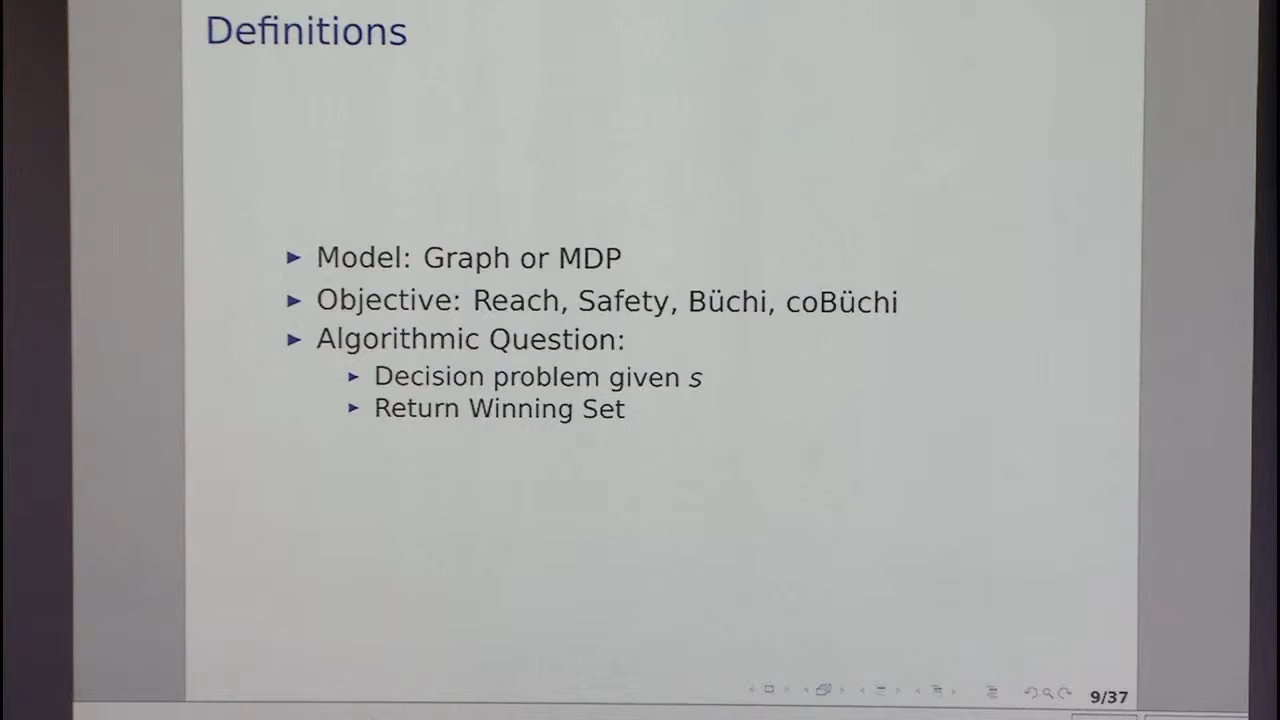 Definitions
Model: Graph or MDP
Objective: Reach, Safety, Büchi, coBüchi
Algorithmic Question:
Decision problem given s
Return Winning Set
9/37